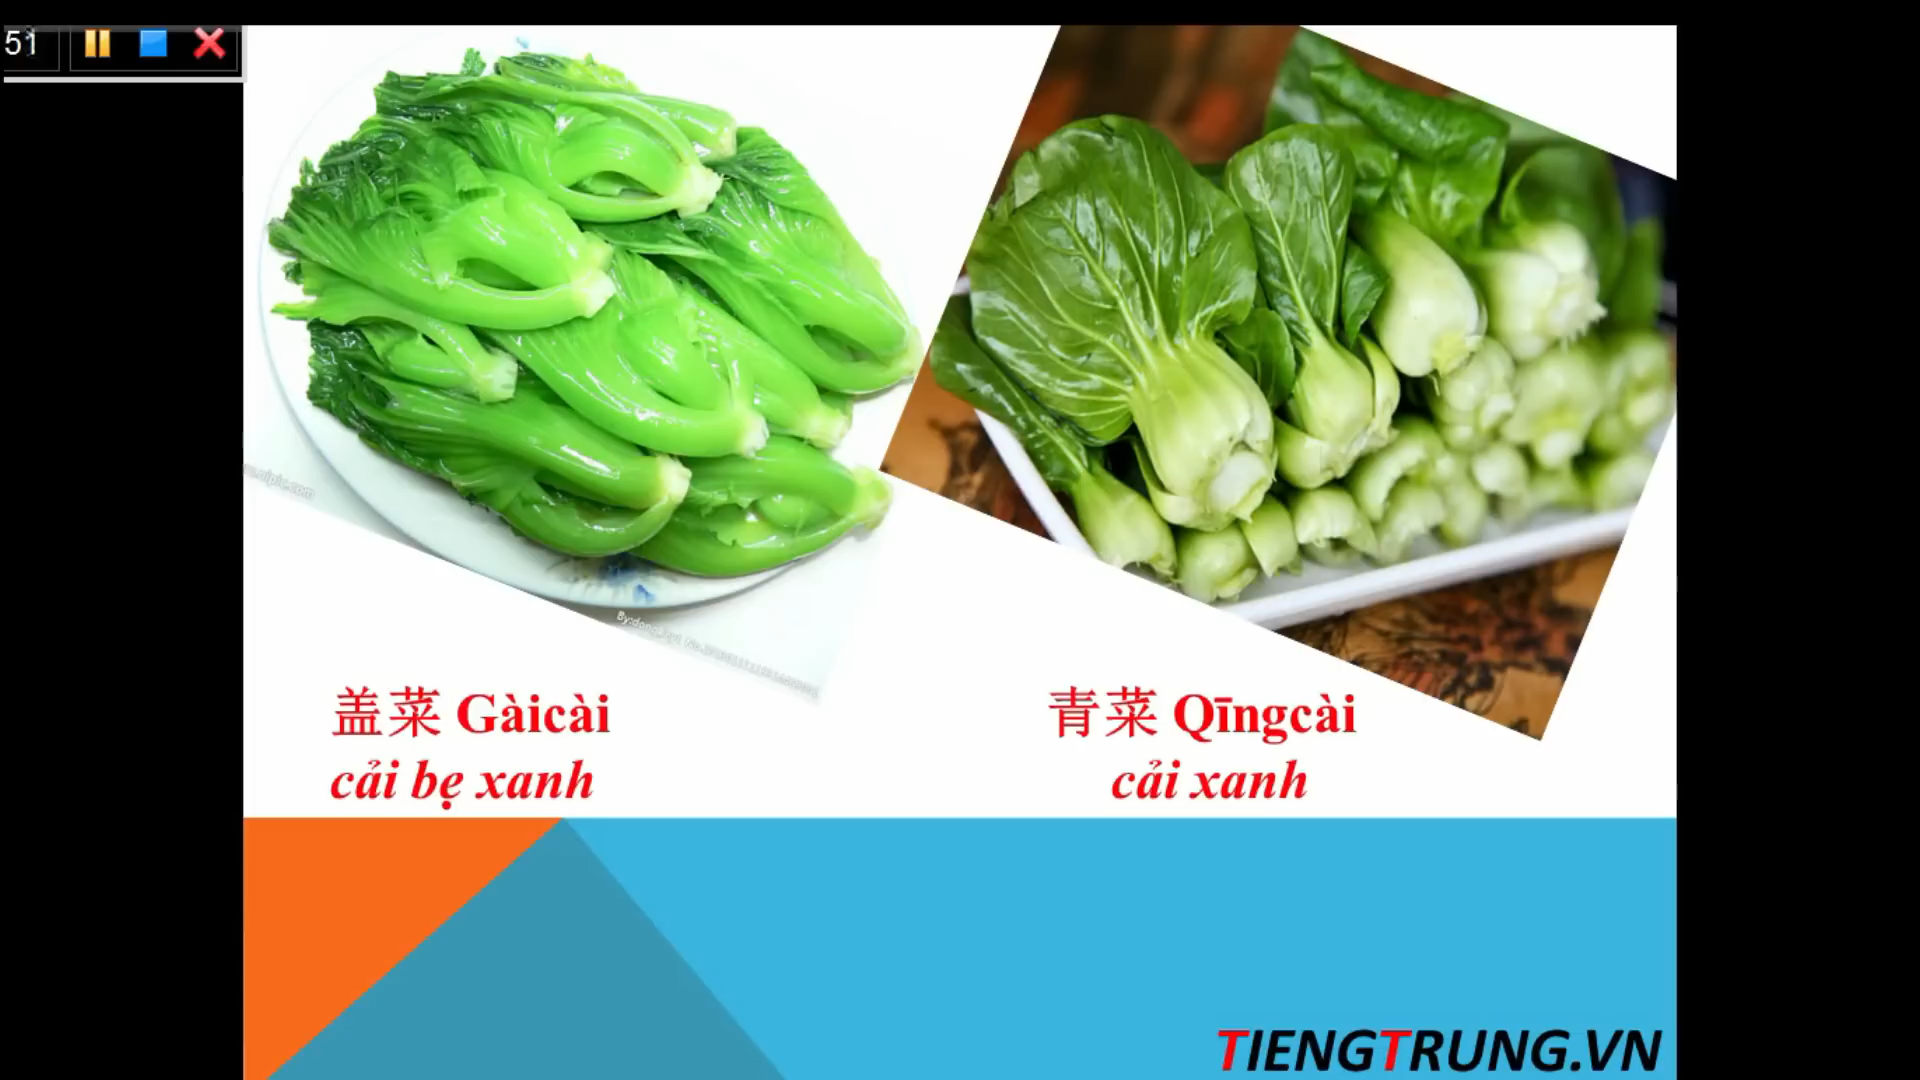 51
盖菜 Gàicài
cải bẹ xanh
青菜 Qīngcài
cải xanh
TIENGTRUNG.VN